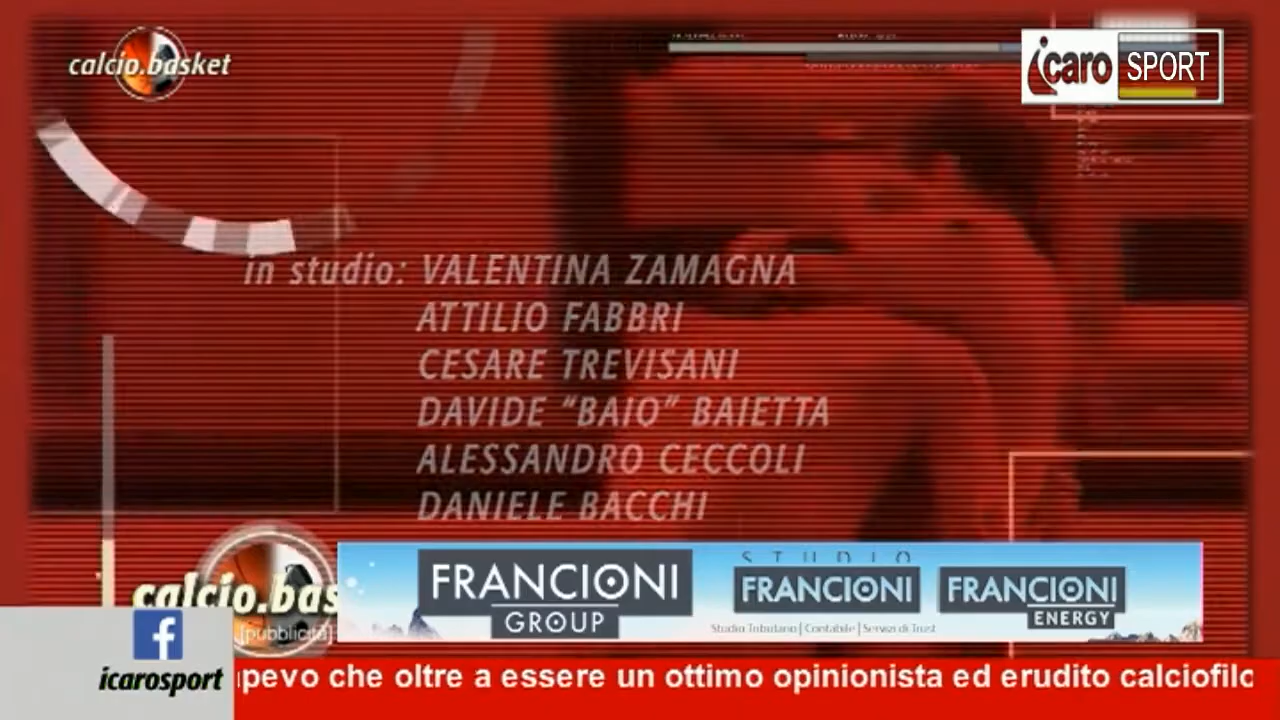 calcio.basket
icaro SPORT
in studio: VALENTINA ZAMAGNA
ATTILIO FABBRI
CESARE TREVISANI
DAVIDE “BAIO” BAIETTA
ALESSANDRO CECCOLI
DANIELE BACCHI
calcio.bas
[pubblicità]
FRANCIONI
GROUP
STUDIO
FRANCIONI
Studio Tributario | Contabile | Servizi di Trust
FRANCIONI
ENERGY
f
icarosport
pevo che oltre a essere un ottimo opinionista ed erudito calciofilo